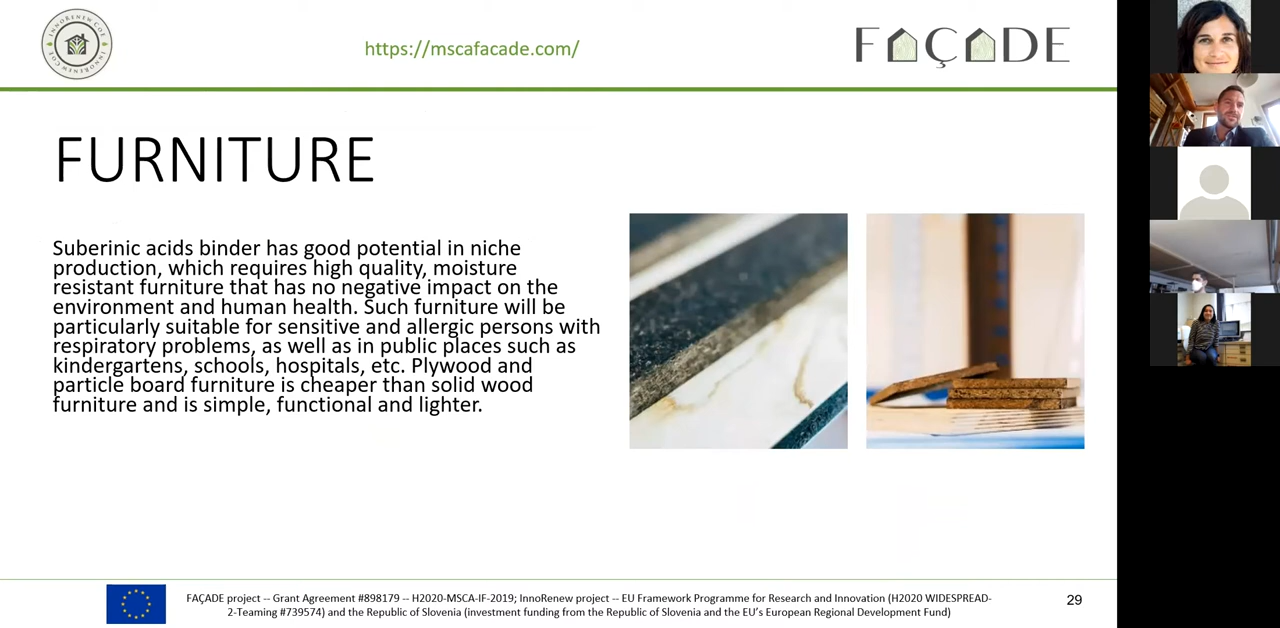 INNORENEW COE
INNORENEW COE
https://mscafacade.com/
FAÇADE
FURNITURE
Suberinic acids binder has good potential in niche
production, which requires high quality, moisture
resistant furniture that has no negative impact on the
environment and human health. Such furniture will be
particularly suitable for sensitive and allergic persons with
respiratory problems, as well as in public places such as
kindergartens, schools, hospitals, etc. Plywood and
particle board furniture is cheaper than solid wood
furniture and is simple, functional and lighter.
FAÇADE project -- Grant Agreement #898179 -- H2020-MSCA-IF-2019; InnoRenew project -- EU Framework Programme for Research and Innovation (H2020 WIDESPREAD-
2-Teaming #739574) and the Republic of Slovenia (investment funding from the Republic of Slovenia and the EU's European Regional Development Fund)
29